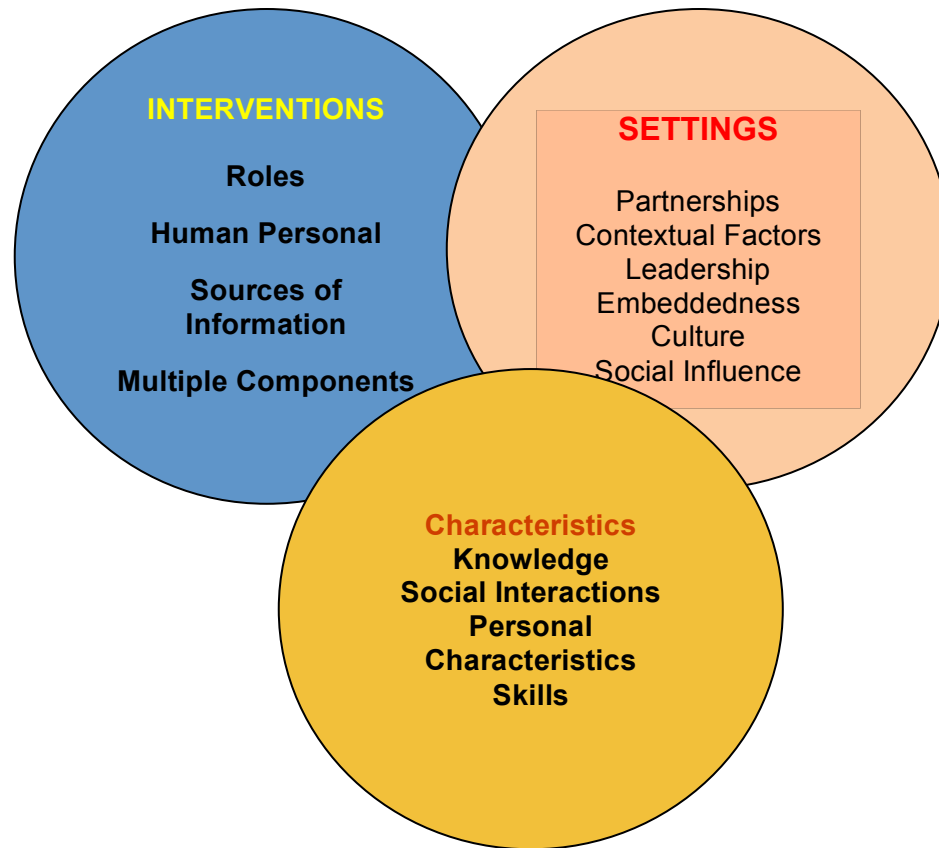 INTERVENTIONS
Roles
Human Personal
Sources of
Information
Multiple Components
SETTINGS
Partnerships
Contextual Factors
Leadership
Embeddedness
Culture
Social Influence
Characteristics
Knowledge
Social Interactions
Personal
Characteristics
Skills